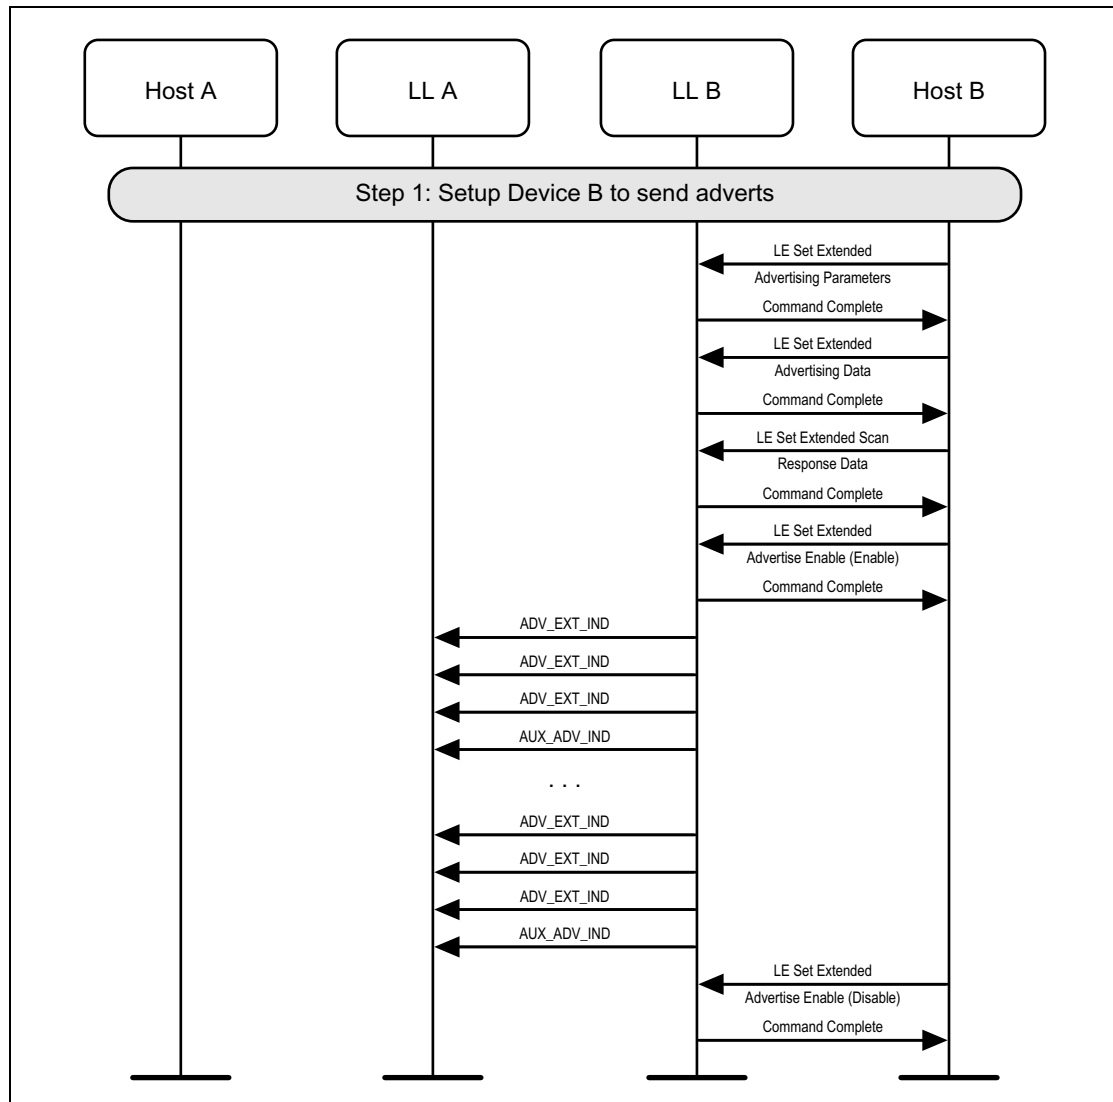 Host A
LL A
LL B
Host B
Step 1: Setup Device B to send adverts
LE Set Extended
Advertising Parameters
Command Complete
LE Set Extended
Advertising Data
Command Complete
LE Set Extended Scan
Response Data
Command Complete
LE Set Extended
Advertise Enable (Enable)
Command Complete
ADV_EXT_IND
ADV_EXT_IND
ADV_EXT_IND
AUX_ADV_IND
. . .
ADV_EXT_IND
ADV_EXT_IND
ADV_EXT_IND
AUX_ADV_IND
LE Set Extended
Advertise Enable (Disable)
Command Complete